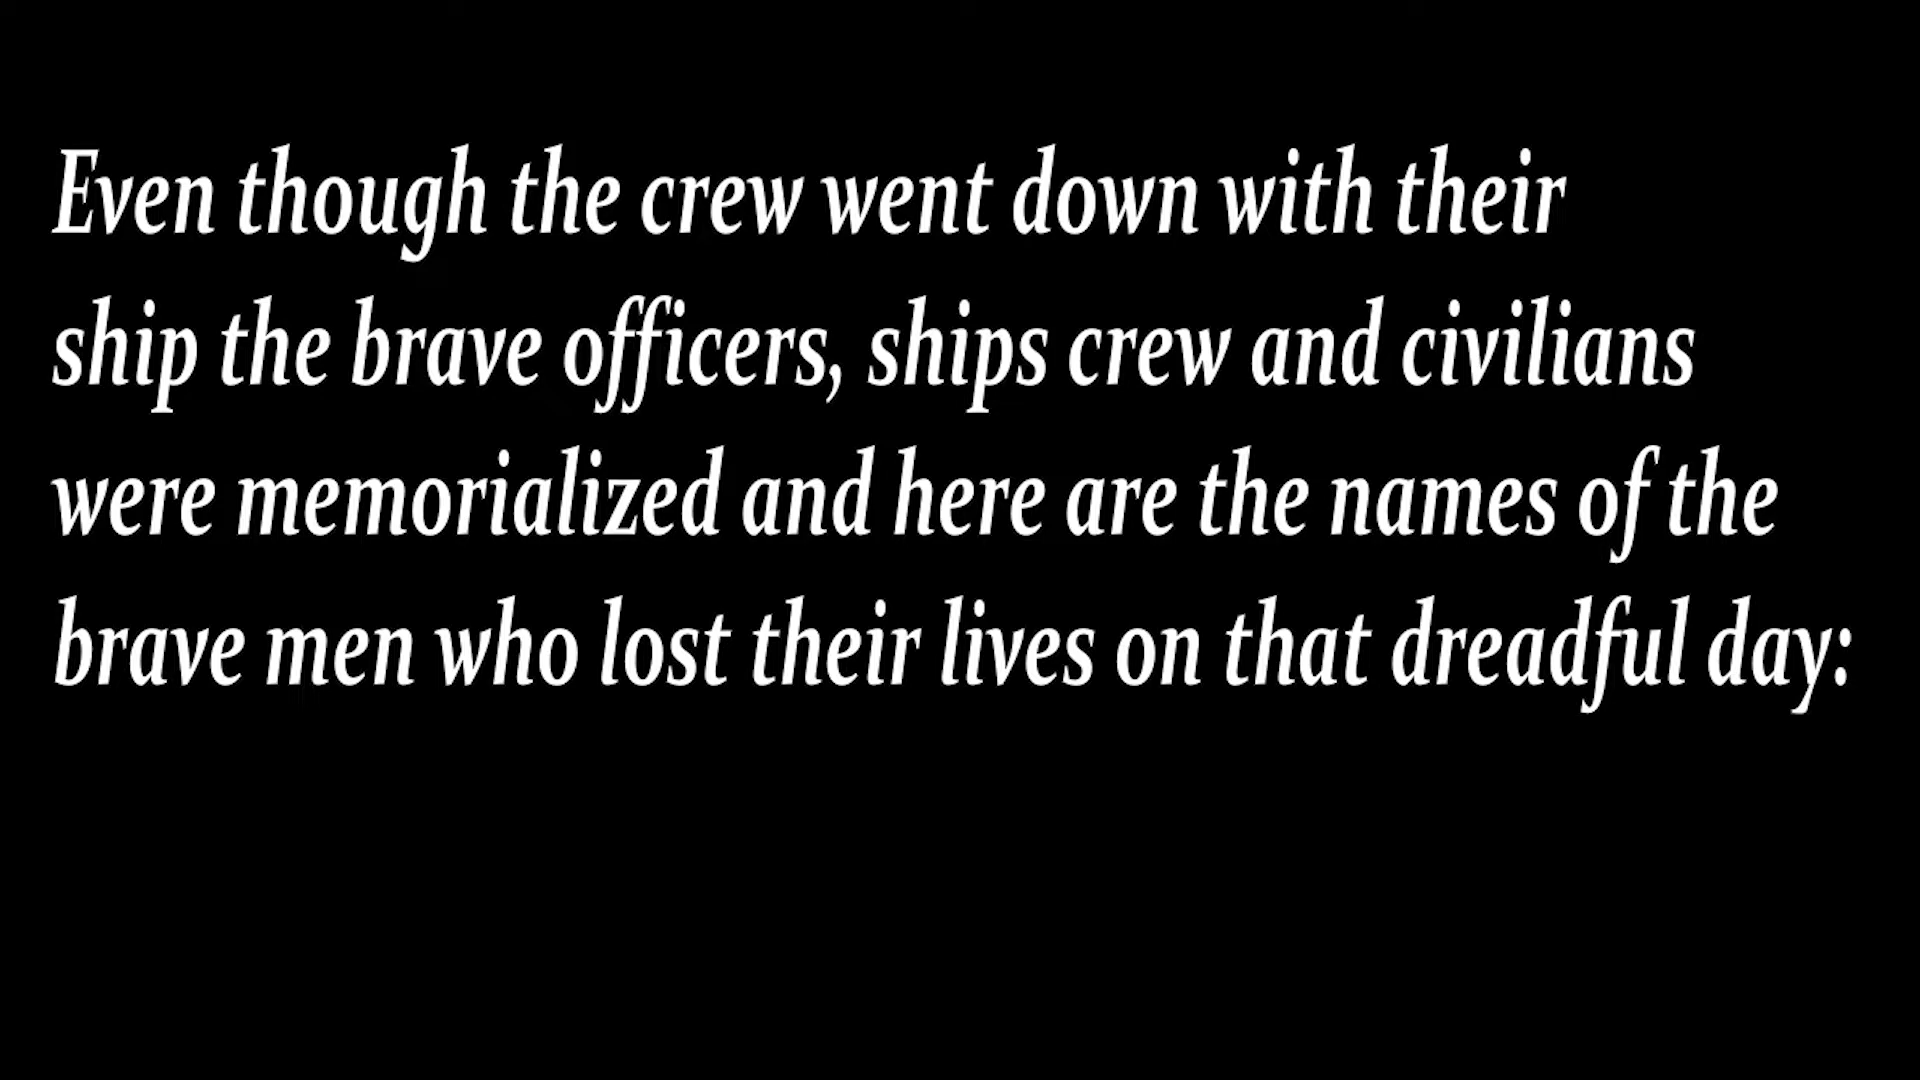 Even though the crew went down with their
ship the brave officers, ships crew and civilians
were memorialized and here are the names of the
brave men who lost their lives on that dreadful day: